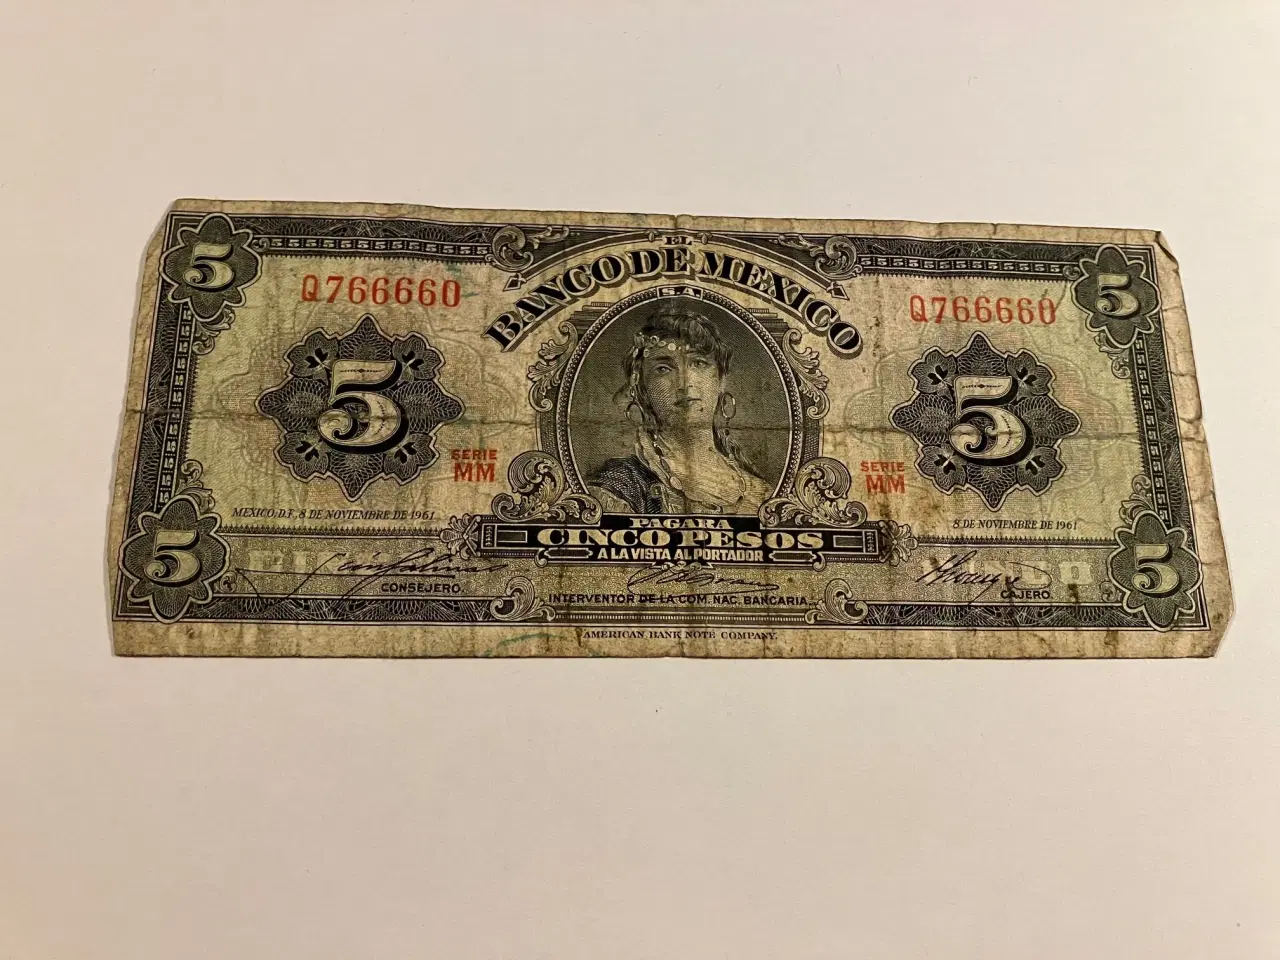 5
5
EL
BANCO DE MEXICO
S.A.
Q766660
Q766660
5
5
SERIE
MM
SERIE
MM
MEXICO, D.F., 8 DE NOVIEMBRE DE 1961
8 DE NOVIEMBRE DE 1961
PAGARA
CINCO PESOS
A LA VISTA AL PORTADOR
5
5
CONSEJERO.
INTERVENTOR DE LA COM. NAC. BANCARIA.
CAJERO.
AMERICAN BANK NOTE COMPANY.